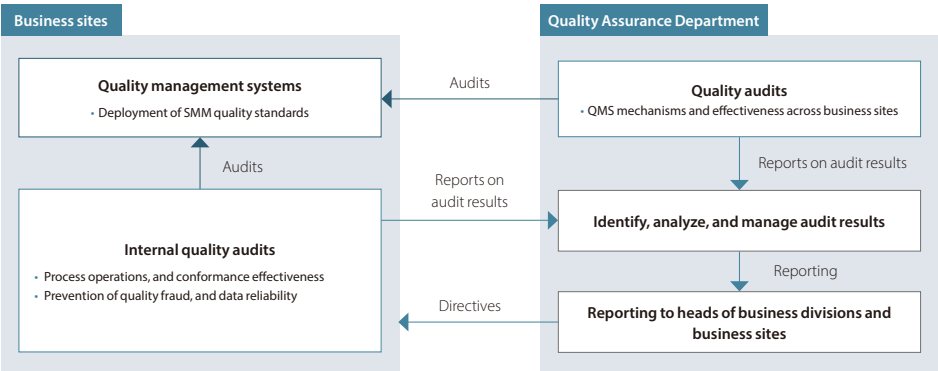 Business sites
Quality management systems
• Deployment of SMM quality standards
Audits
Internal quality audits
• Process operations, and conformance effectiveness
• Prevention of quality fraud, and data reliability
Audits
Reports on
audit results
Directives
Quality Assurance Department
Quality audits
• QMS mechanisms and effectiveness across business sites
Reports on audit results
Identify, analyze, and manage audit results
Reporting
Reporting to heads of business divisions and
business sites